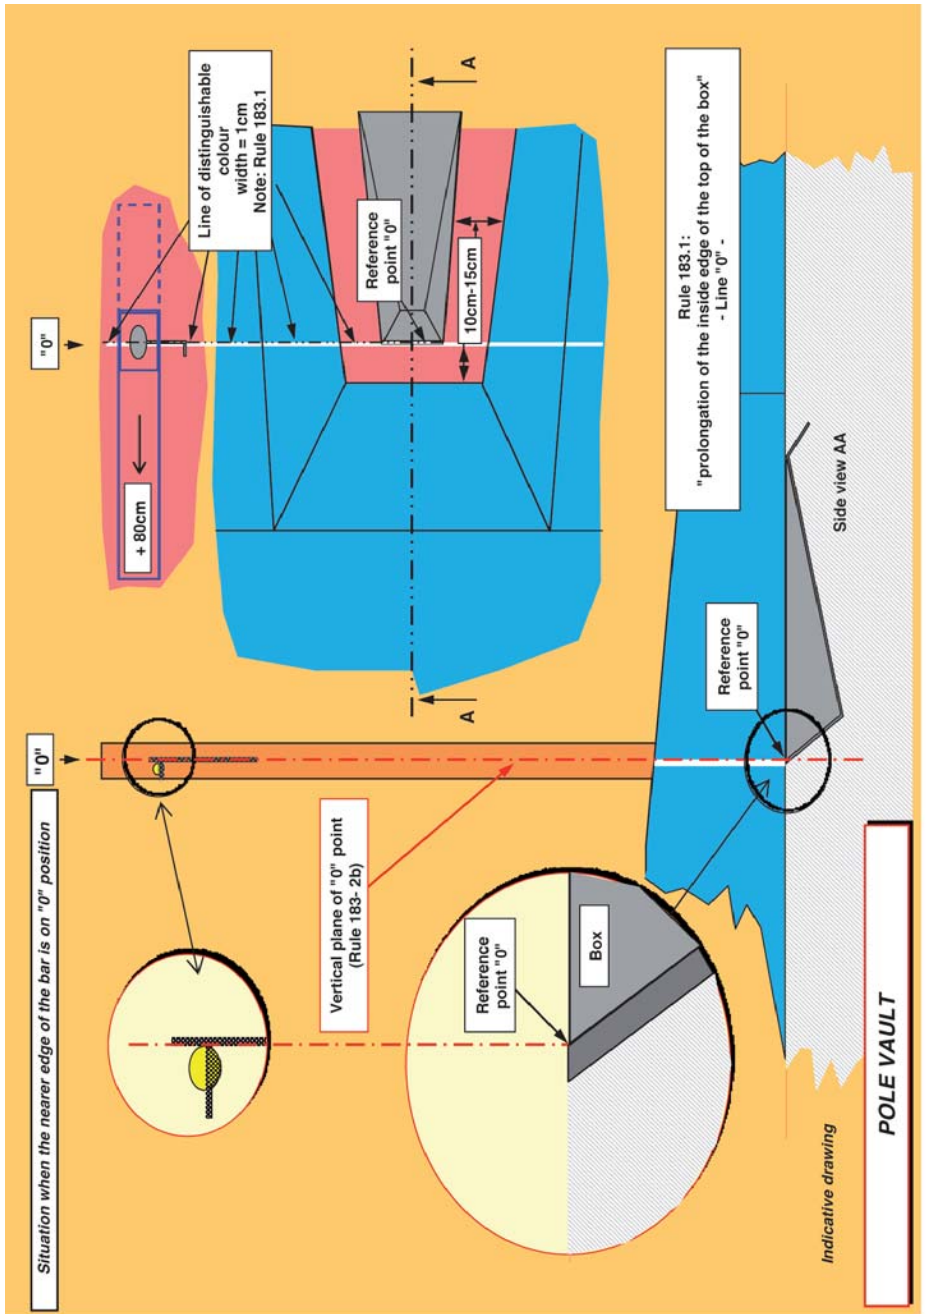 Situation when the nearer edge of the bar is on "0" position
"0"
"0"
+ 80cm
Line of distinguishable
colour
width = 1cm
Note: Rule 183.1
A
A
Reference
point "0"
10cm-15cm
Vertical plane of "0" point
(Rule 183- 2b)
Reference
point "0"
Box
Reference
point "0"
Rule 183.1:
"prolongation of the inside edge of the top of the box"
- Line "0" -
Side view AA
Indicative drawing
POLE VAULT